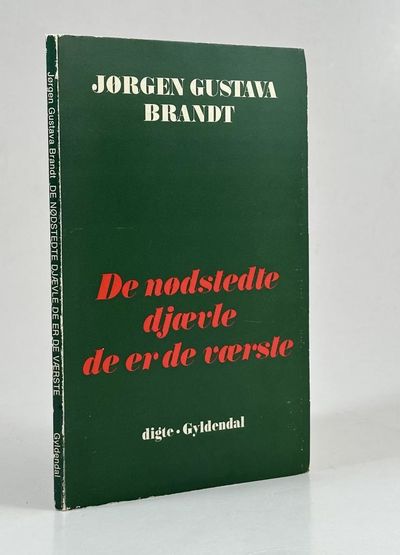 JØRGEN GUSTAVA
BRANDT
De nødstedte
djævle
de er de værste
digte • Gyldendal
Jørgen Gustava Brandt DE NØDSTEDTE DJÆVLE DE ER DE VÆRSTE Gyldendal